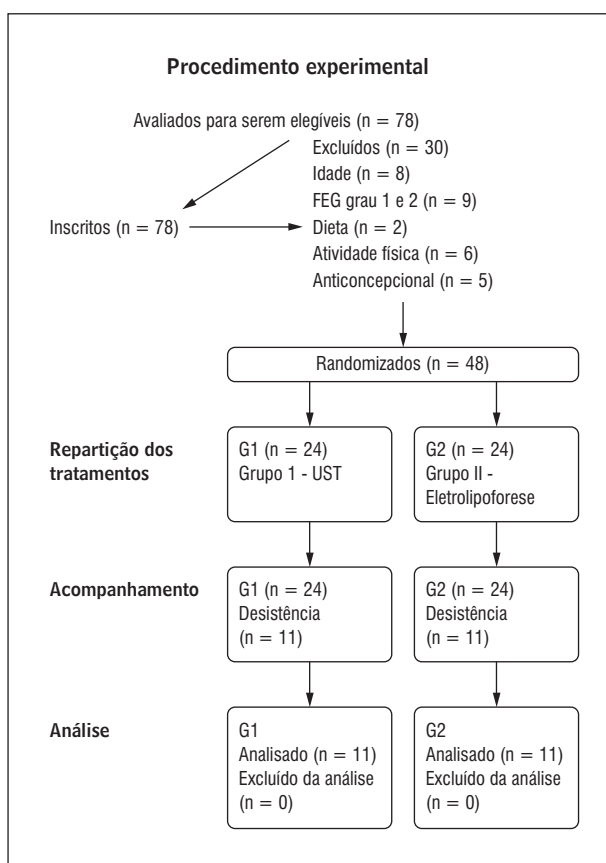 Procedimento experimental
Avaliados para serem elegíveis (n = 78)
Excluídos (n = 30)
Idade (n = 8)
FEG grau 1 e 2 (n = 9)
Inscritos (n = 78)
Dieta (n = 2)
Atividade física (n = 6)
Anticoncepcional (n = 5)
Randomizados (n = 48)
Repartição dos
tratamentos
G1 (n = 24)
Grupo 1 - UST
G2 (n = 24)
Grupo II -
Eletrolipoforese
Acompanhamento
G1 (n = 24)
Desistência
(n = 11)
G2 (n = 24)
Desistência
(n = 11)
Análise
G1
Analisado (n = 11)
Excluído da análise
(n = 0)
G2
Analisado (n = 11)
Excluído da análise
(n = 0)